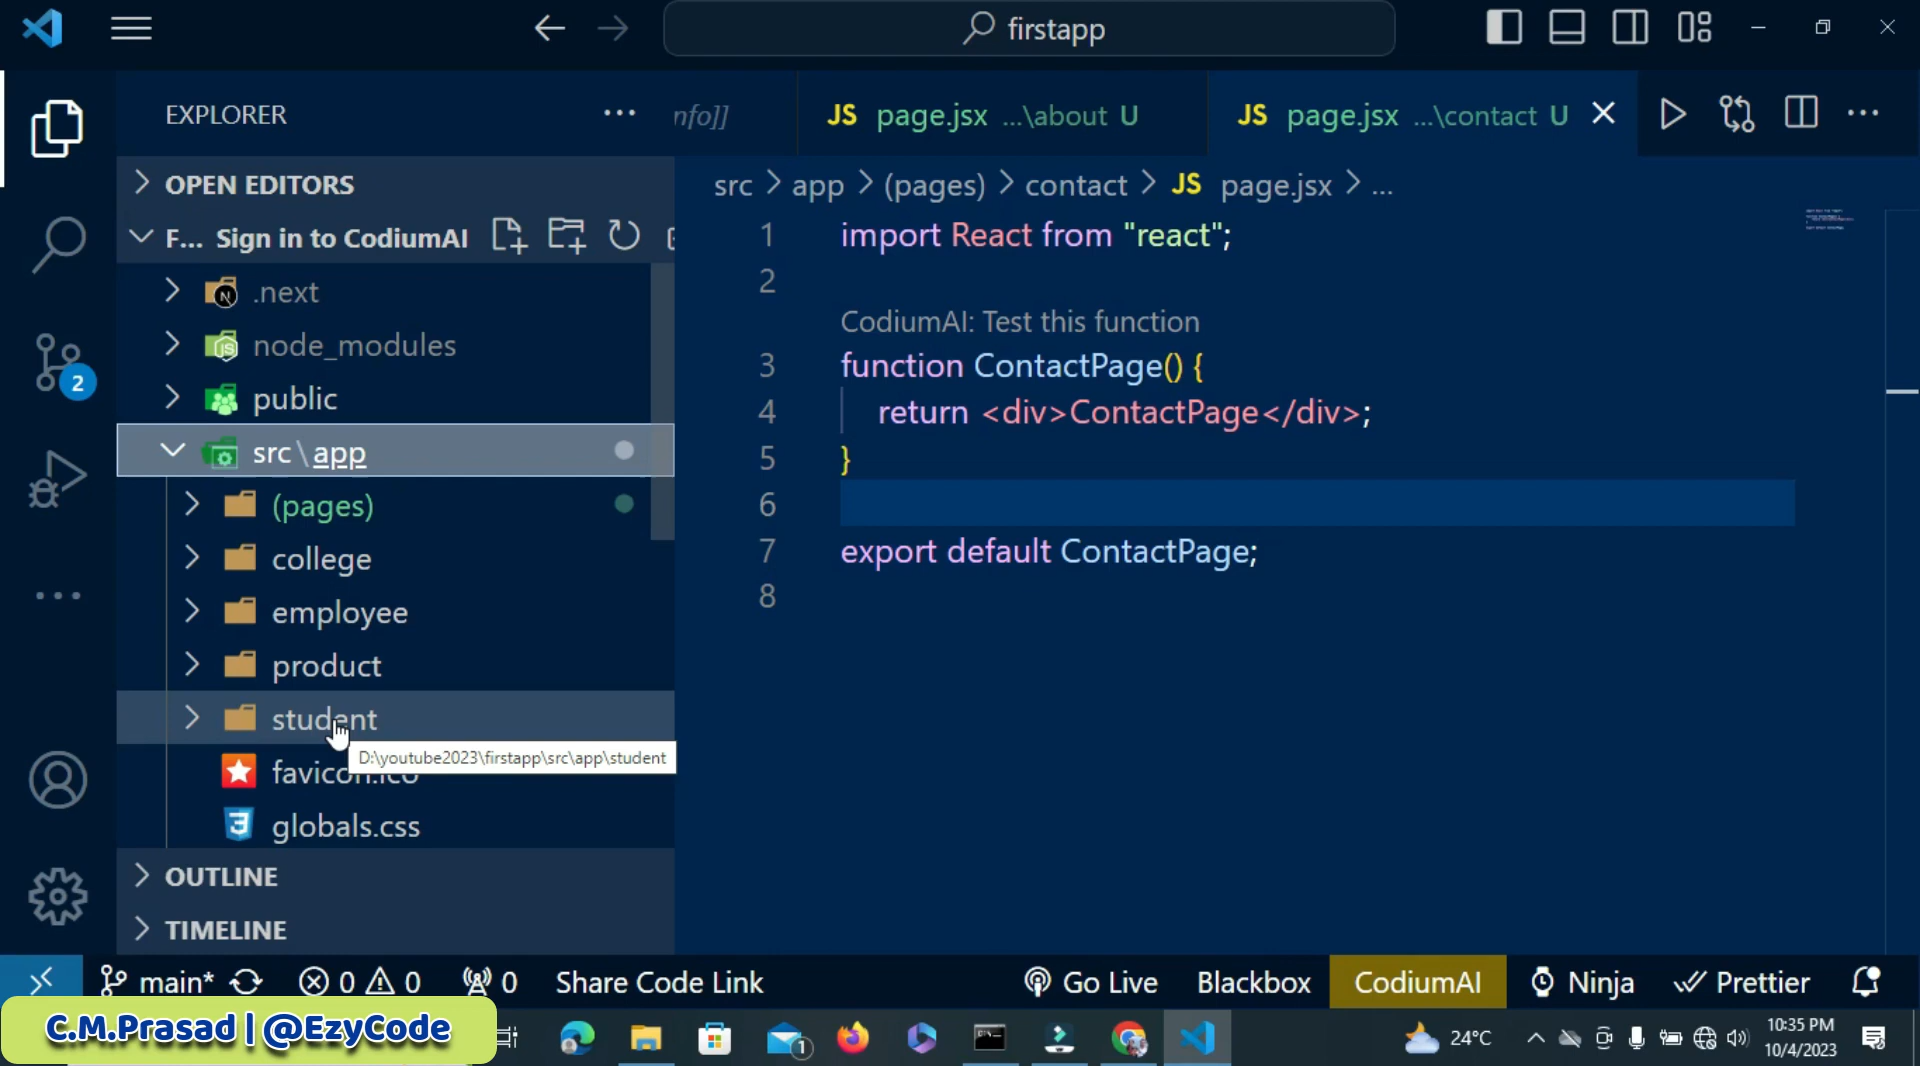 firstapp
EXPLORER
nfo]]
JS page.jsx ...\about U
JS page.jsx ...\contact U
OPEN EDITORS
src > app > (pages) > contact > JS page.jsx > ...
F... Sign in to CodiumAI
.next
node_modules
public
src\app
(pages)
college
employee
product
student
D:\youtube2023\firstapp\src\app\student
favicon.ico
globals.css
OUTLINE
TIMELINE
1 import React from "react";
2
CodiumAI: Test this function
3 function ContactPage() {
4 return <div>ContactPage</div>;
5 }
6
7 export default ContactPage;
8
2
main* 0 0 0 Share Code Link Go Live Blackbox CodiumAI Ninja Prettier
C.M.Prasad | @EzyCode
1
24°C
10:35 PM
10/4/2023